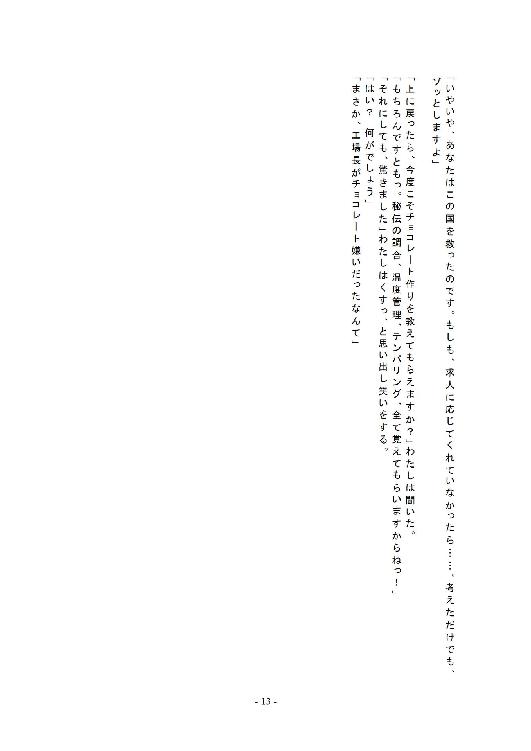 「いやいや、あなたはこの国を救ったのです。もしも、求人に応じてくれていなかったら……。考えただけでも、
ゾッとしますよ」
「上に戻ったら、今度こそチョコレート作りを教えてもらえますか？」わたしは聞いた。
「もちろんですともっ。秘伝の調合、温度管理、テンパリング、全て覚えてもらいますからねっ！」
「それにしても、驚きました」わたしはくすっ、と思い出し笑いをする。
「はい？　何がでしょう」
「まさか、工場長がチョコレート嫌いだったなんて」
- 13 -